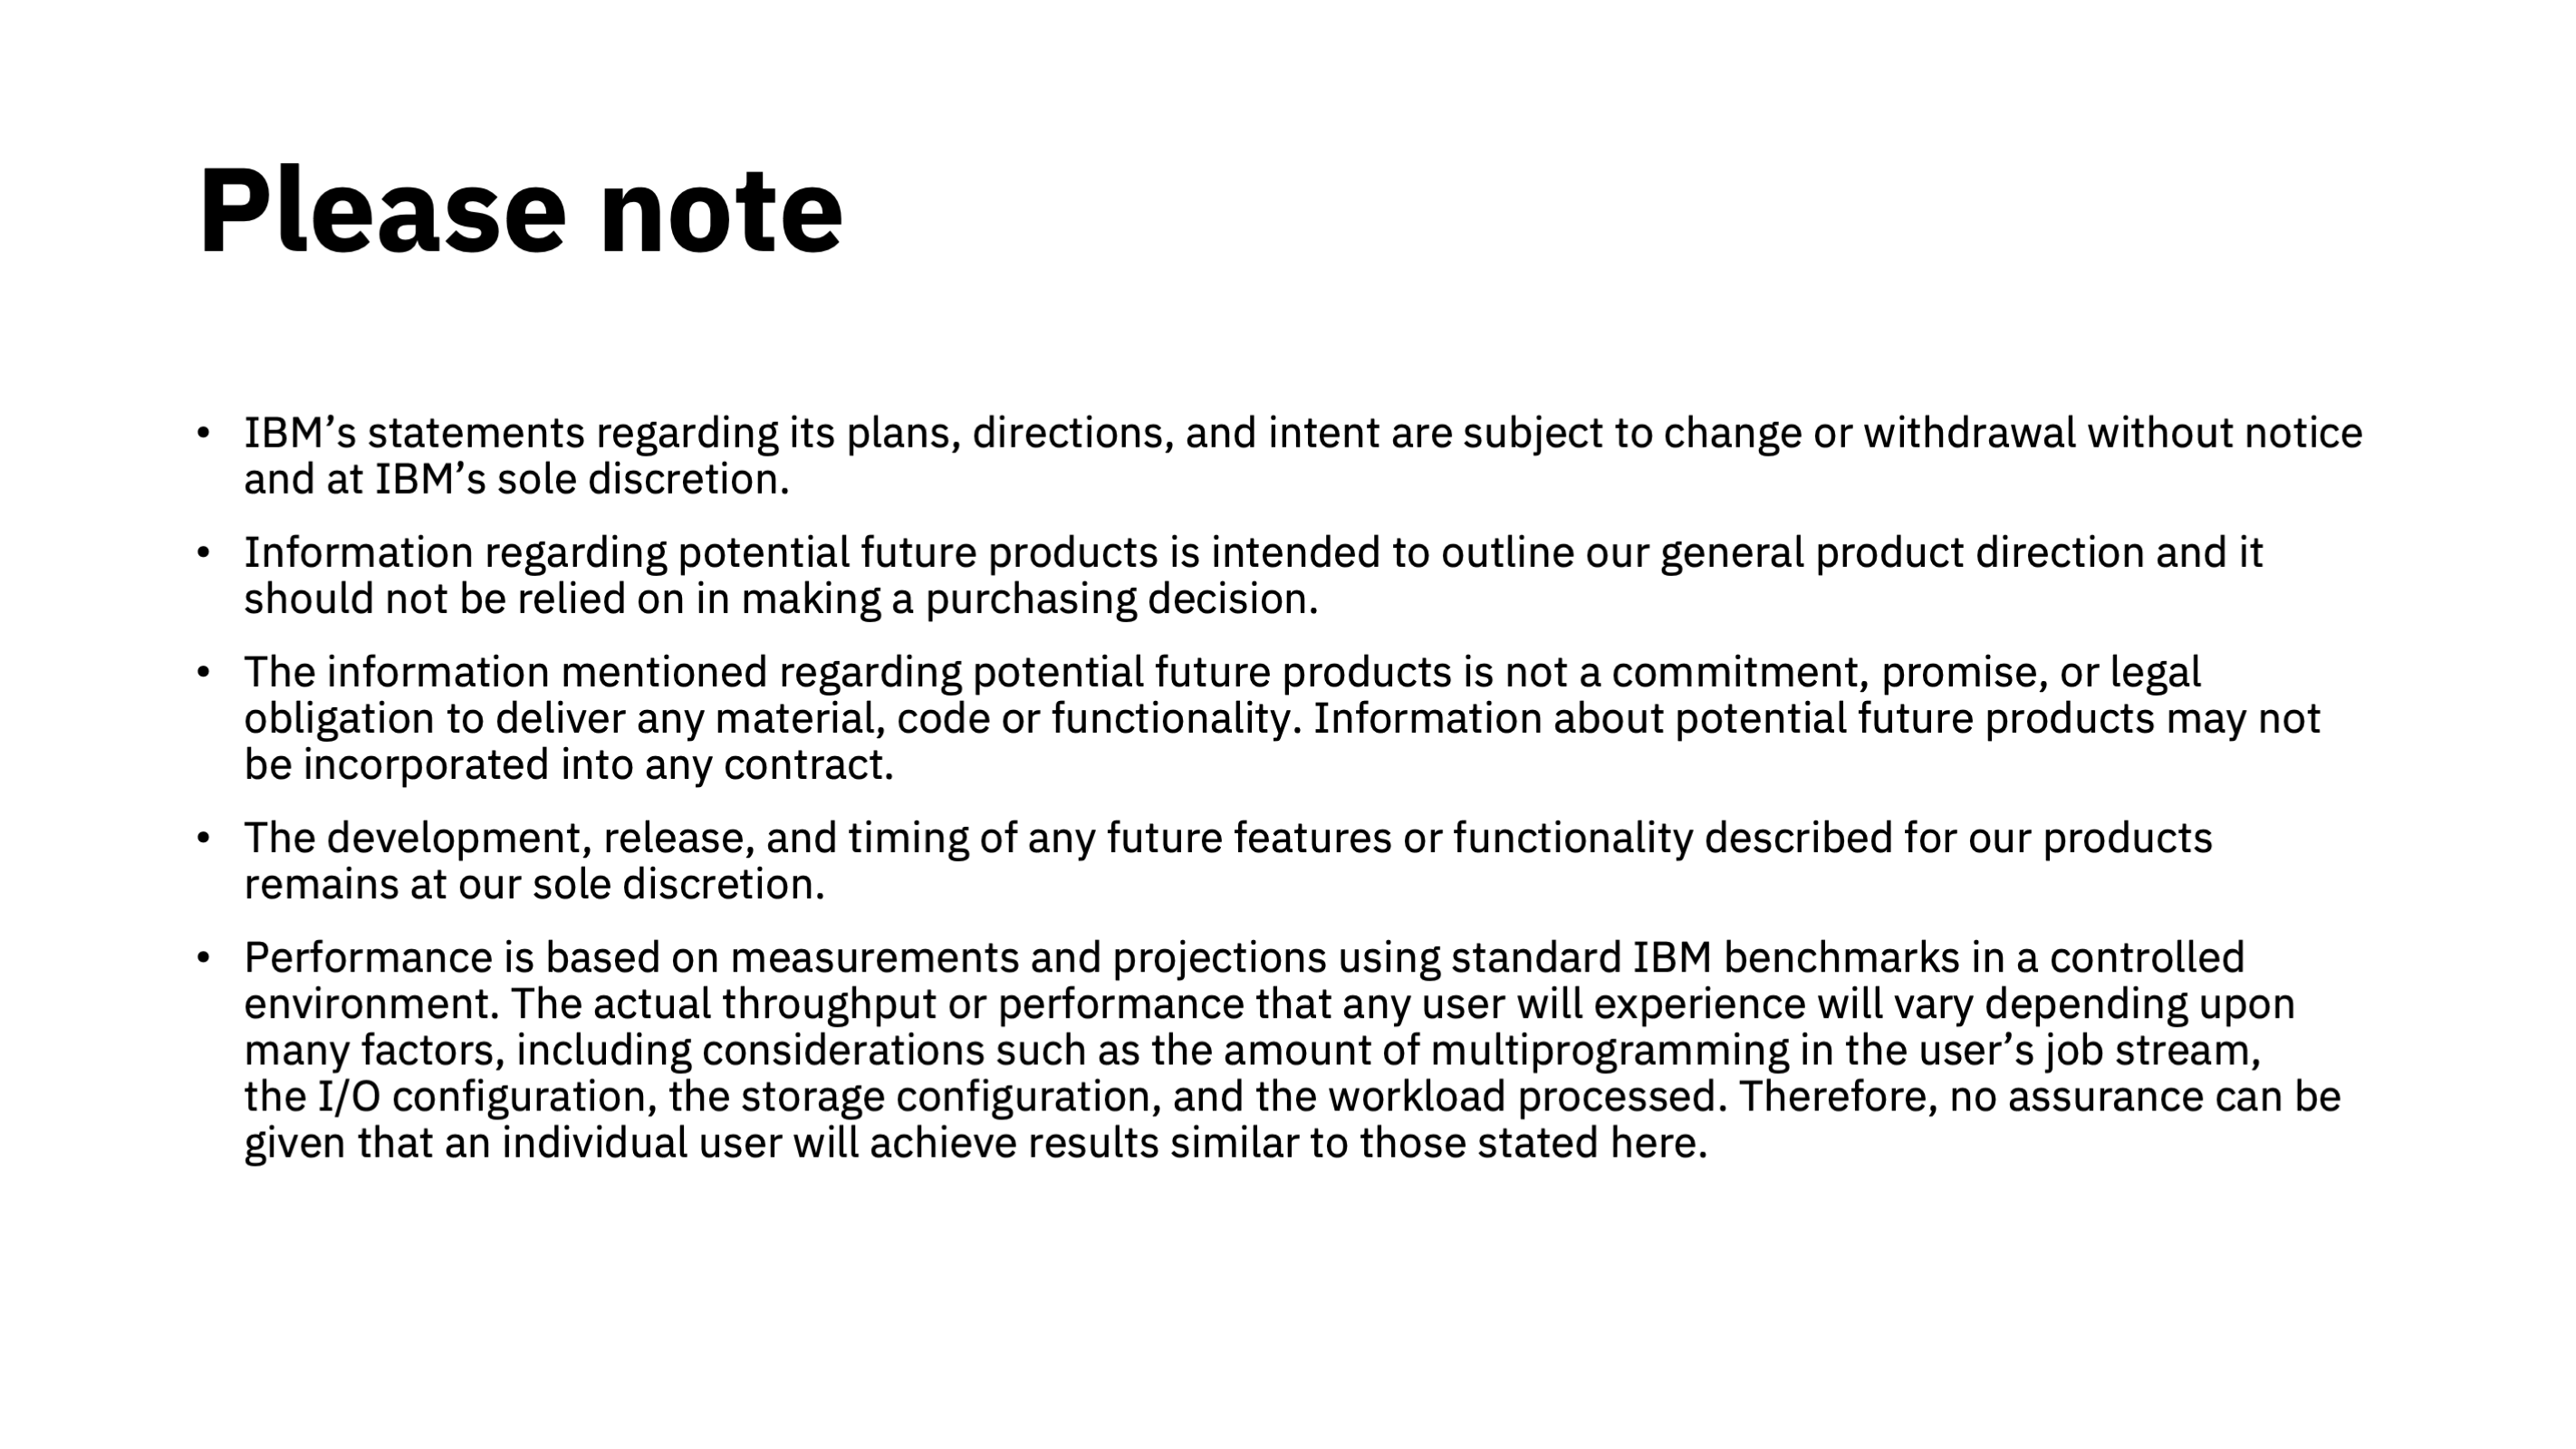 Please note
• IBM’s statements regarding its plans, directions, and intent are subject to change or withdrawal without notice
and at IBM’s sole discretion.
• Information regarding potential future products is intended to outline our general product direction and it
should not be relied on in making a purchasing decision.
• The information mentioned regarding potential future products is not a commitment, promise, or legal
obligation to deliver any material, code or functionality. Information about potential future products may not
be incorporated into any contract.
• The development, release, and timing of any future features or functionality described for our products
remains at our sole discretion.
• Performance is based on measurements and projections using standard IBM benchmarks in a controlled
environment. The actual throughput or performance that any user will experience will vary depending upon
many factors, including considerations such as the amount of multiprogramming in the user’s job stream,
the I/O configuration, the storage configuration, and the workload processed. Therefore, no assurance can be
given that an individual user will achieve results similar to those stated here.